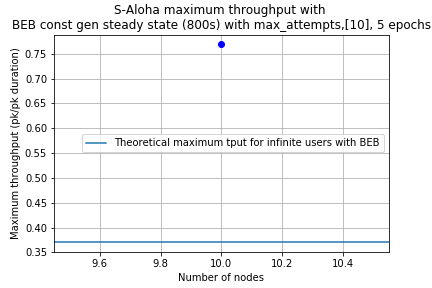 S-Aloha maximum throughput with
BEB const gen steady state (800s) with max_attempts,[10], 5 epochs
Maximum throughput (pk/pk duration)
0.75
0.70
0.65
0.60
0.55
0.50
0.45
0.40
0.35
Theoretical maximum tput for infinite users with BEB
9.6
9.8
10.0
10.2
10.4
Number of nodes